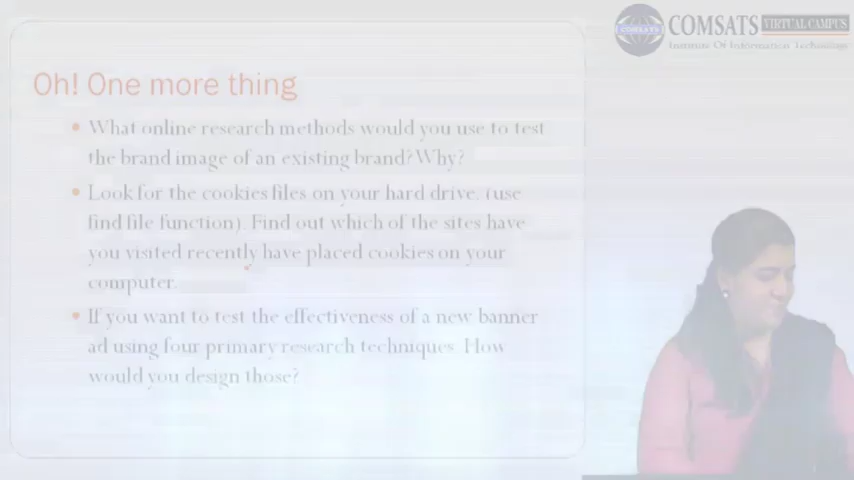 COMSATS VIRTUAL CAMPUS
Institute Of Information Technology
COMSATS
Oh! One more thing
What online research methods would you use to test
the brand image of an existing brand? Why?
Look for the cookies files on your hard drive. (use
find file function). Find out which of the sites have
you visited recently have placed cookies on your
computer.
If you want to test the effectiveness of a new banner
ad using four primary research techniques. How
would you design those?